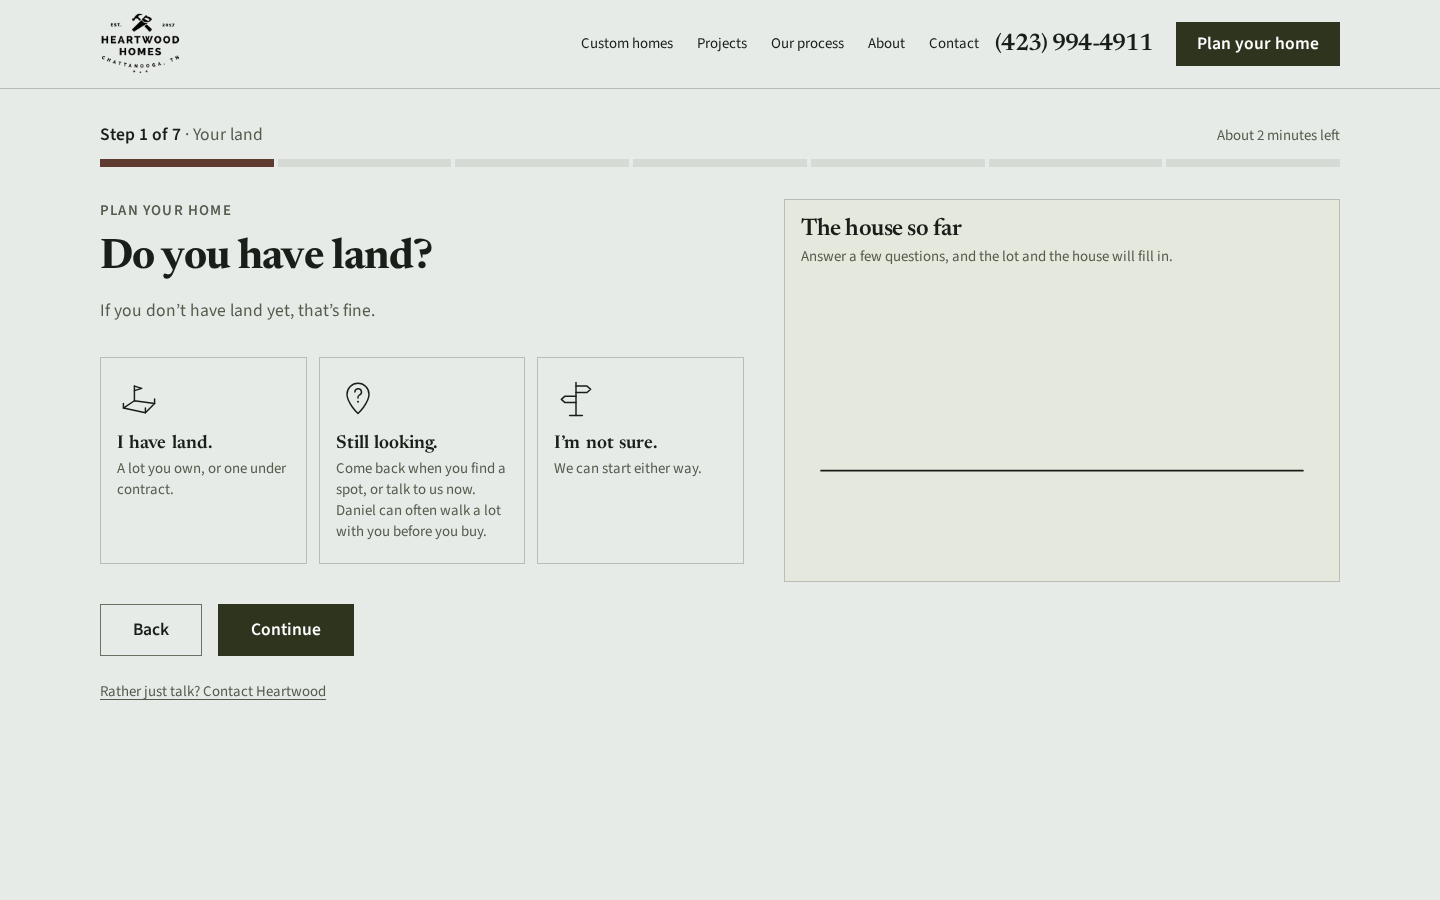 EST. 2017
HEARTWOOD
HOMES
CHATTANOOGA, TN
Custom homes
Projects
Our process
About
Contact
(423) 994-4911
Plan your home
Step 1 of 7 · Your land
About 2 minutes left
PLAN YOUR HOME
Do you have land?
If you don’t have land yet, that’s fine.
I have land.
A lot you own, or one under
contract.
Still looking.
Come back when you find a
spot, or talk to us now.
Daniel can often walk a lot
with you before you buy.
I’m not sure.
We can start either way.
Back
Continue
Rather just talk? Contact Heartwood
The house so far
Answer a few questions, and the lot and the house will fill in.